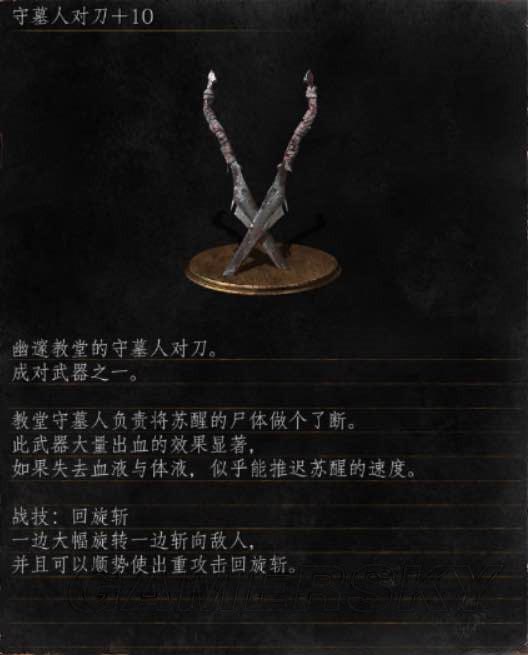 守墓人对刀+10
幽邃教堂的守墓人对刀。
成对武器之一。
教堂守墓人负责将苏醒的尸体做个了断。
此武器大量出血的效果显著，
如果失去血液与体液，似乎能推迟苏醒的速度。
战技：回旋斩
一边大幅旋转一边斩向敌人，
并且可以顺势使出重攻击回旋斩。
GAMERSKY